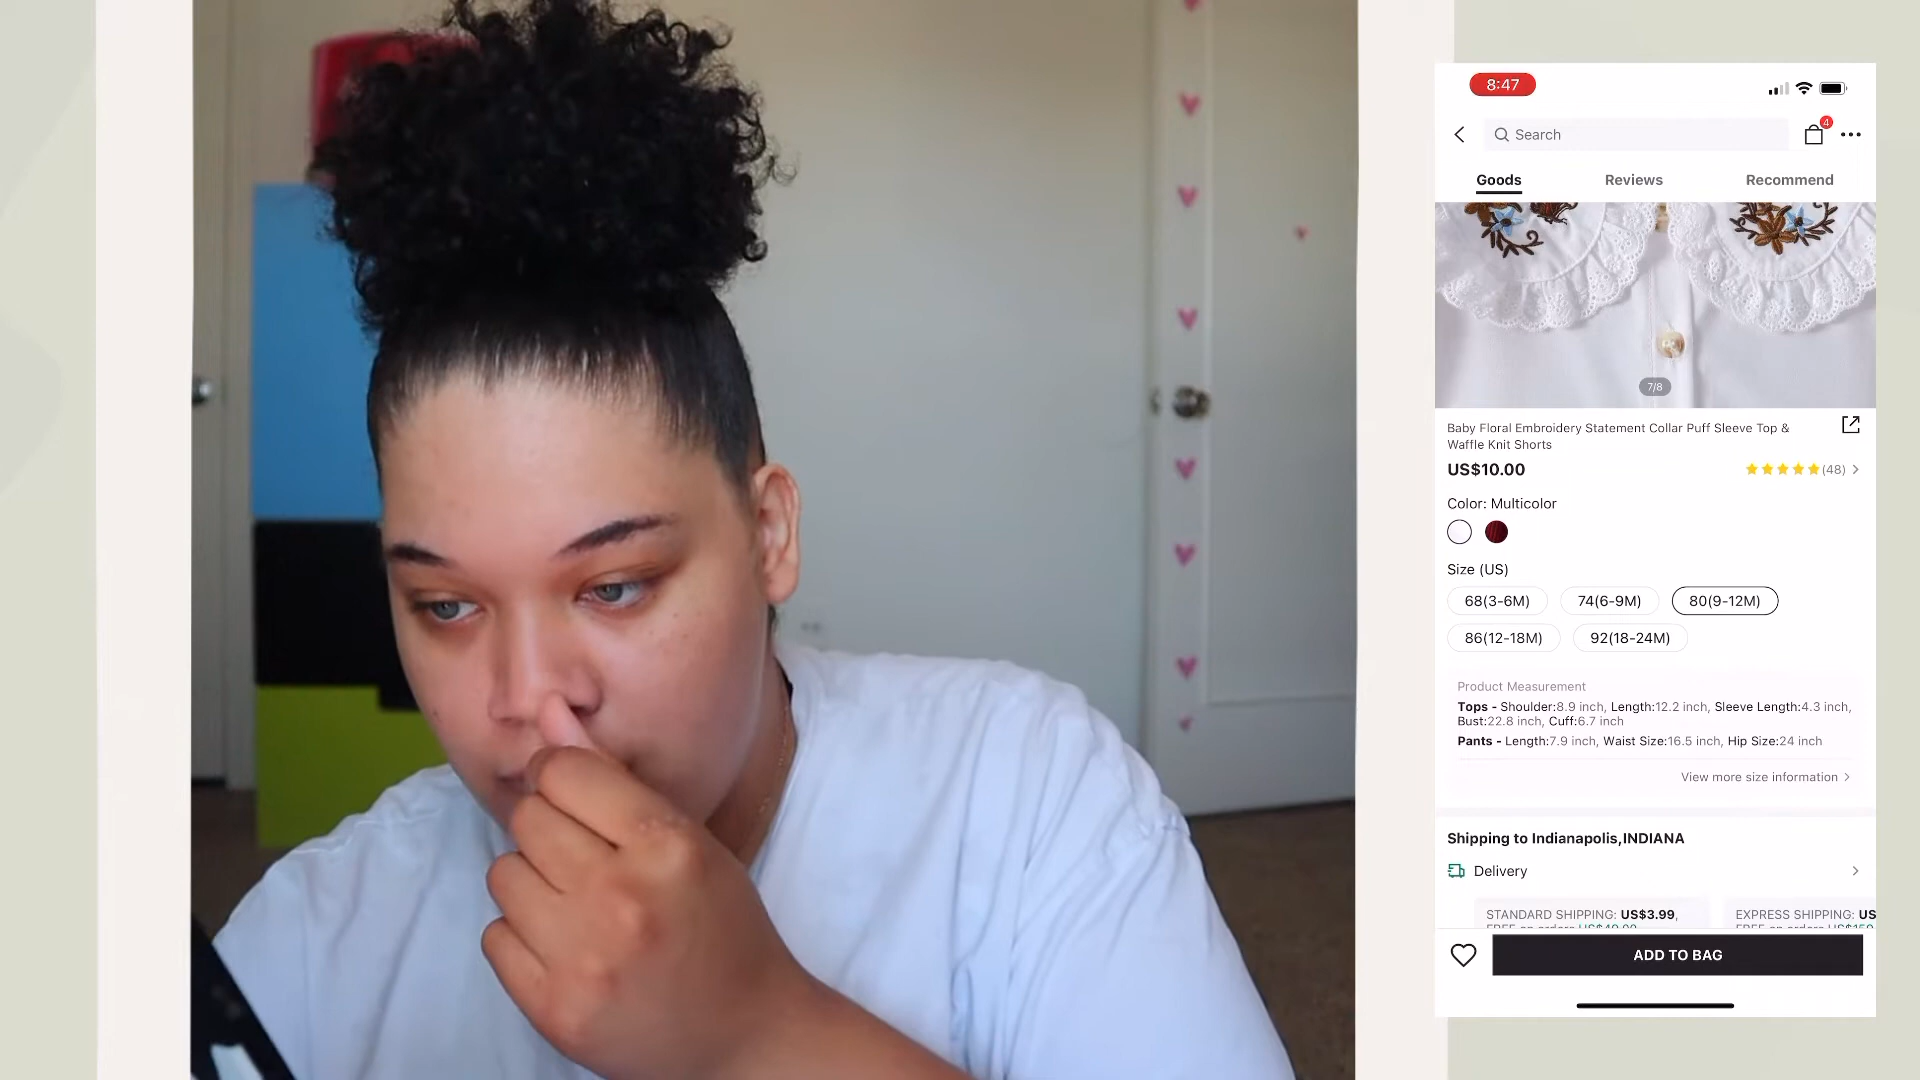 8:47
Search
4
Goods
Reviews
Recommend
7/8
Baby Floral Embroidery Statement Collar Puff Sleeve Top &
Waffle Knit Shorts
US$10.00
(48)
Color: Multicolor
Size (US)
68(3-6M)
74(6-9M)
80(9-12M)
86(12-18M)
92(18-24M)
Product Measurement
Tops - Shoulder:8.9 inch, Length:12.2 inch, Sleeve Length:4.3 inch,
Bust:22.8 inch, Cuff:6.7 inch
Pants - Length:7.9 inch, Waist Size:16.5 inch, Hip Size:24 inch
View more size information
Shipping to Indianapolis,INDIANA
Delivery
STANDARD SHIPPING: US$3.99,
EXPRESS SHIPPING: US
FREE on orders
ADD TO BAG